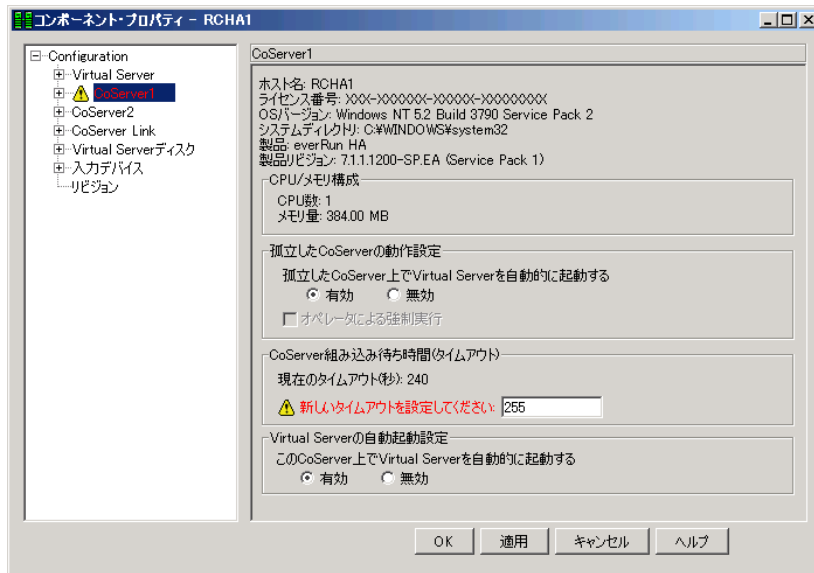 コンポーネント・プロパティ - RCHA1
Configuration
Virtual Server
CoServer1
CoServer2
CoServer Link
Virtual Serverディスク
入力デバイス
リビジョン
CoServer1
ホスト名: RCHA1
ライセンス番号: XXX-XXXXXX-XXXXX-XXXXXXXX
OSバージョン: Windows NT 5.2 Build 3790 Service Pack 2
システムディレクトリ: C:¥WINDOWS¥system32
製品: everRun HA
製品リビジョン: 7.1.1.1200-SP.EA (Service Pack 1)
CPU/メモリ構成
CPU数: 1
メモリ量: 384.00 MB
孤立したCoServerの動作設定
孤立したCoServer上でVirtual Serverを自動的に起動する
有効 無効
オペレータによる強制実行
CoServer組み込み待ち時間(タイムアウト)
現在のタイムアウト(秒): 240
新しいタイムアウトを設定してください: 255
Virtual Serverの自動起動設定
このCoServer上でVirtual Serverを自動的に起動する
有効 無効
OK 適用 キャンセル ヘルプ